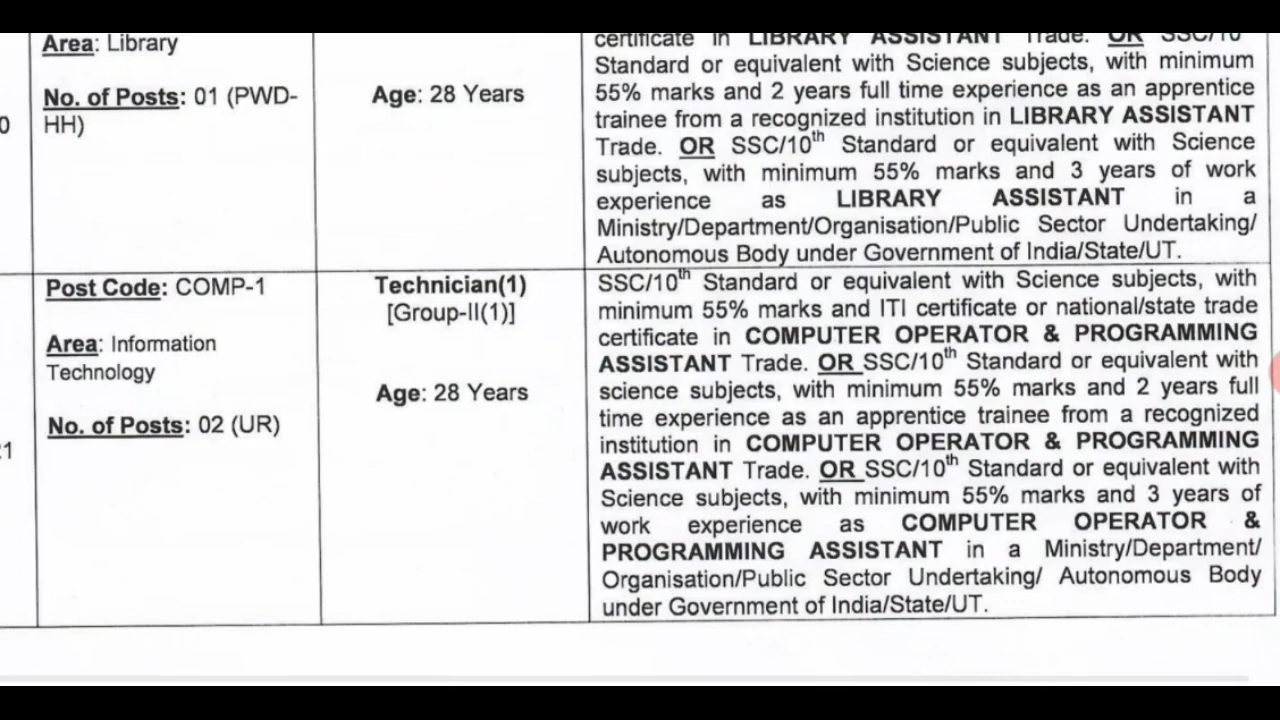 Area: Library
No. of Posts: 01 (PWD-
HH)
0
Age: 28 Years
certificate in LIBRARY ASSISTANT Trade. OR SSC/10
Standard or equivalent with Science subjects, with minimum
55% marks and 2 years full time experience as an apprentice
trainee from a recognized institution in LIBRARY ASSISTANT
Trade. OR SSC/10th Standard or equivalent with Science
subjects, with minimum 55% marks and 3 years of work
experience as LIBRARY ASSISTANT in a
Ministry/Department/Organisation/Public Sector Undertaking/
Autonomous Body under Government of India/State/UT.
21
Post Code: COMP-1
Area: Information
Technology
No. of Posts: 02 (UR)
Technician(1)
[Group-II(1)]
Age: 28 Years
SSC/10th Standard or equivalent with Science subjects, with
minimum 55% marks and ITI certificate or national/state trade
certificate in COMPUTER OPERATOR & PROGRAMMING
ASSISTANT Trade. OR SSC/10th Standard or equivalent with
science subjects, with minimum 55% marks and 2 years full
time experience as an apprentice trainee from a recognized
institution in COMPUTER OPERATOR & PROGRAMMING
ASSISTANT Trade. OR SSC/10th Standard or equivalent with
Science subjects, with minimum 55% marks and 3 years of
work experience as COMPUTER OPERATOR &
PROGRAMMING ASSISTANT in a Ministry/Department/
Organisation/Public Sector Undertaking/ Autonomous Body
under Government of India/State/UT.